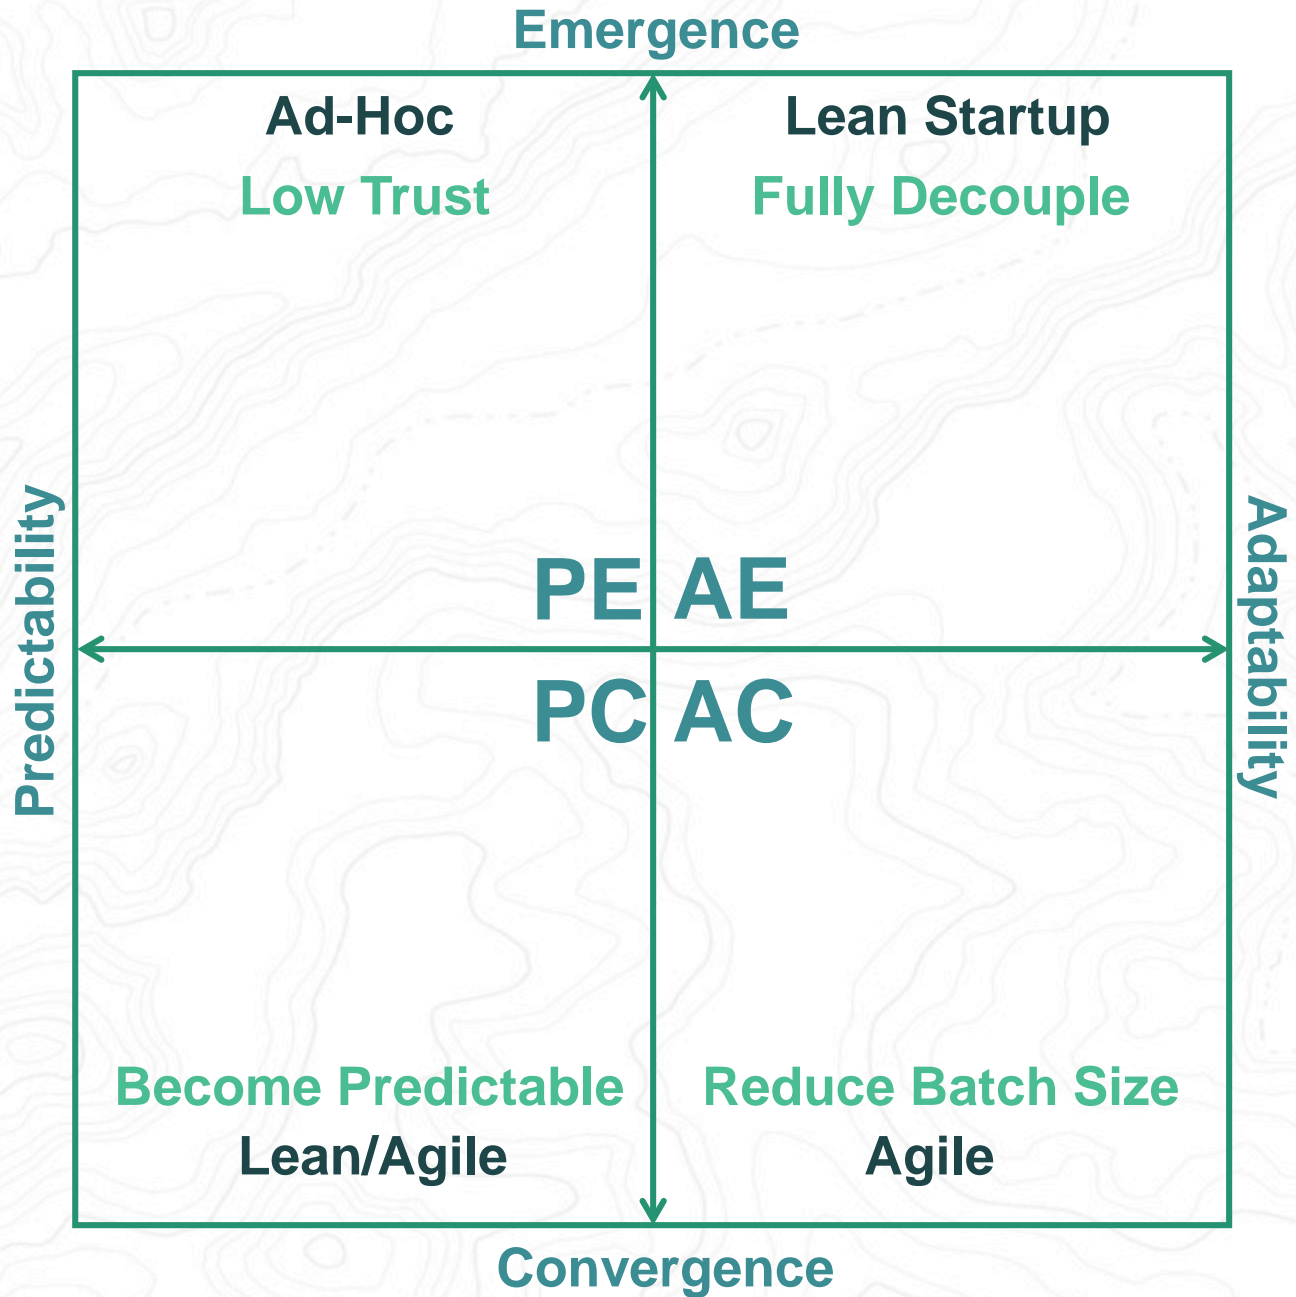 Emergence
Ad-Hoc
Low Trust
Lean Startup
Fully Decouple
Predictability
Adaptability
PE AE
PC AC
Become Predictable
Lean/Agile
Reduce Batch Size
Agile
Convergence